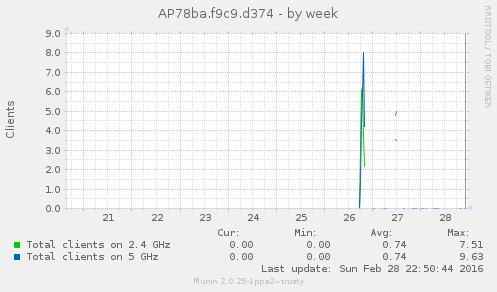 AP78ba.f9c9.d374 - by week
RRDTOOL / TOBI OETIKER
Clients
9.0
8.0
7.0
6.0
5.0
4.0
3.0
2.0
1.0
0.0
21 22 23 24 25 26 27 28
Cur: Min: Avg: Max:
Total clients on 2.4 GHz 0.00 0.00 0.74 7.51
Total clients on 5 GHz 0.00 0.00 0.74 9.63
Last update: Sun Feb 28 22:50:44 2016
Munin 2.0.25-1ppa2~trusty